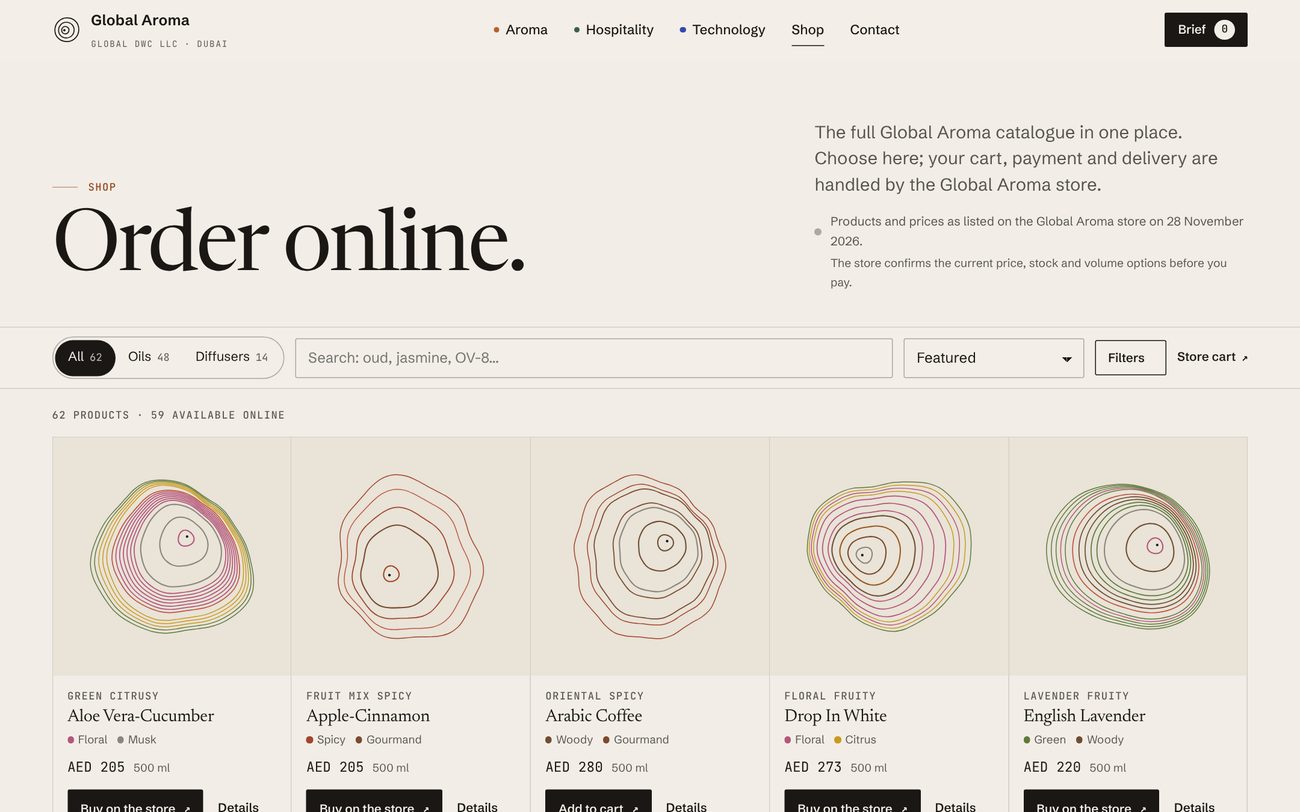 Global Aroma
GLOBAL DWC LLC · DUBAI
Aroma
Hospitality
Technology
Shop
Contact
Brief 0
The full Global Aroma catalogue in one place.
Choose here; your cart, payment and delivery are
handled by the Global Aroma store.
SHOP
Order online.
Products and prices as listed on the Global Aroma store on 28 November
2026.
The store confirms the current price, stock and volume options before you
pay.
All 62
Oils 48
Diffusers 14
Search: oud, jasmine, OV-8...
Featured
Filters
Store cart ↗
62 PRODUCTS · 59 AVAILABLE ONLINE
GREEN CITRUSY
Aloe Vera-Cucumber
Floral Musk
AED 205 500 ml
Buy on the store ↗ Details
FRUIT MIX SPICY
Apple-Cinnamon
Spicy Gourmand
AED 205 500 ml
Buy on the store ↗ Details
ORIENTAL SPICY
Arabic Coffee
Woody Gourmand
AED 280 500 ml
Add to cart ↗ Details
FLORAL FRUITY
Drop In White
Floral Citrus
AED 273 500 ml
Buy on the store ↗ Details
LAVENDER FRUITY
English Lavender
Green Woody
AED 220 500 ml
Buy on the store ↗ Details